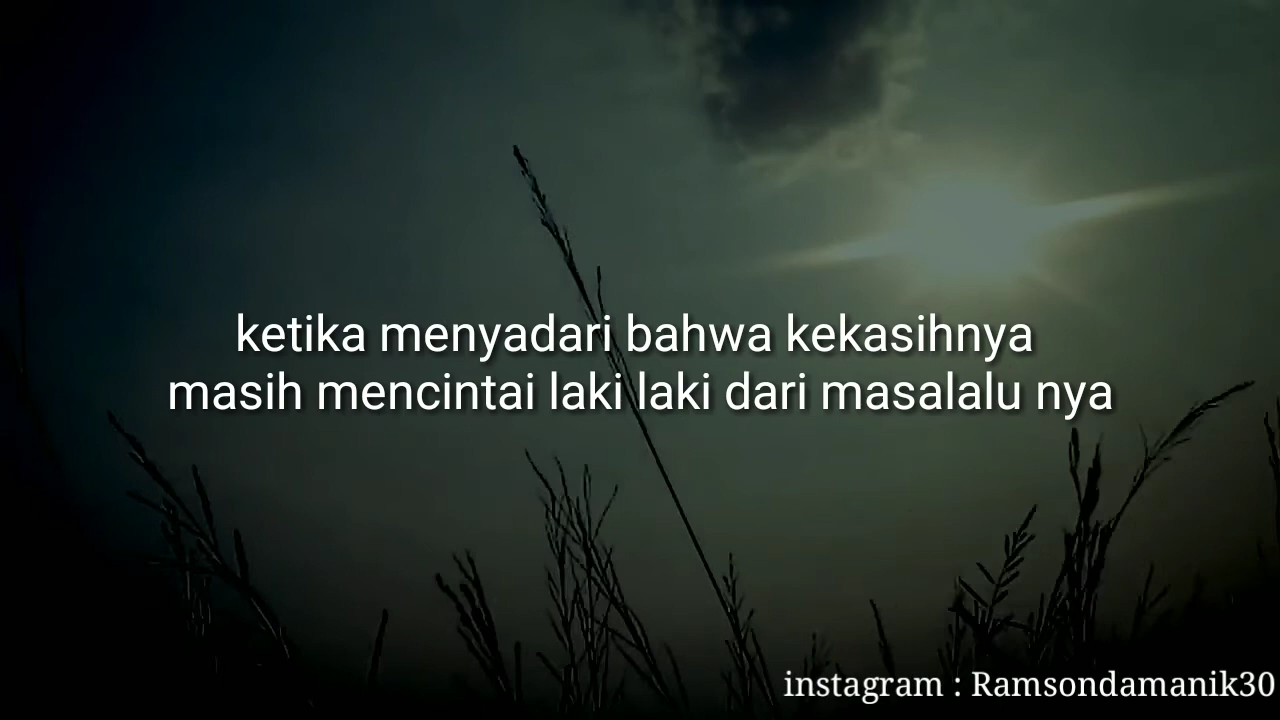 ketika menyadari bahwa kekasihnya
masih mencintai laki laki dari masalalu nya
instagram : Ramsondamanik30